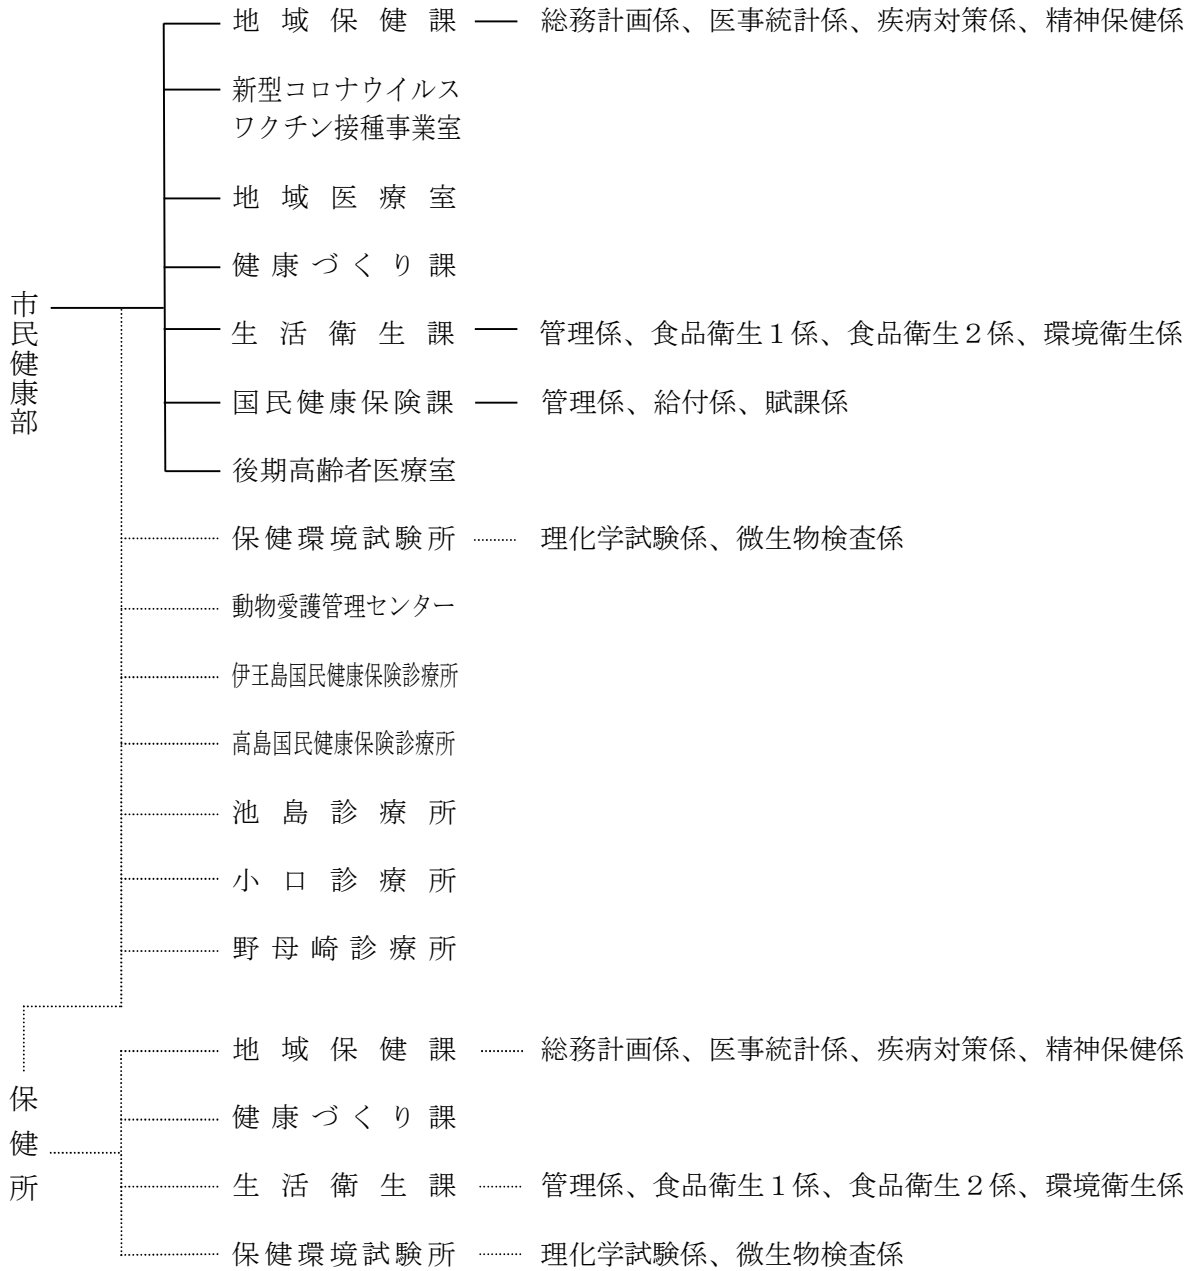 地域保健課 総務計画係、医事統計係、疾病対策係、精神保健係
新型コロナウイルス
ワクチン接種事業室
地域医療室
健康づくり課
市民健康部
生活衛生課 管理係、食品衛生1係、食品衛生2係、環境衛生係
国民健康保険課 管理係、給付係、賦課係
後期高齢者医療室
保健環境試験所 理化学試験係、微生物検査係
動物愛護管理センター
伊王島国民健康保険診療所
高島国民健康保険診療所
池島診療所
小口診療所
野母崎診療所
保健所
地域保健課 総務計画係、医事統計係、疾病対策係、精神保健係
健康づくり課
生活衛生課 管理係、食品衛生1係、食品衛生2係、環境衛生係
保健環境試験所 理化学試験係、微生物検査係